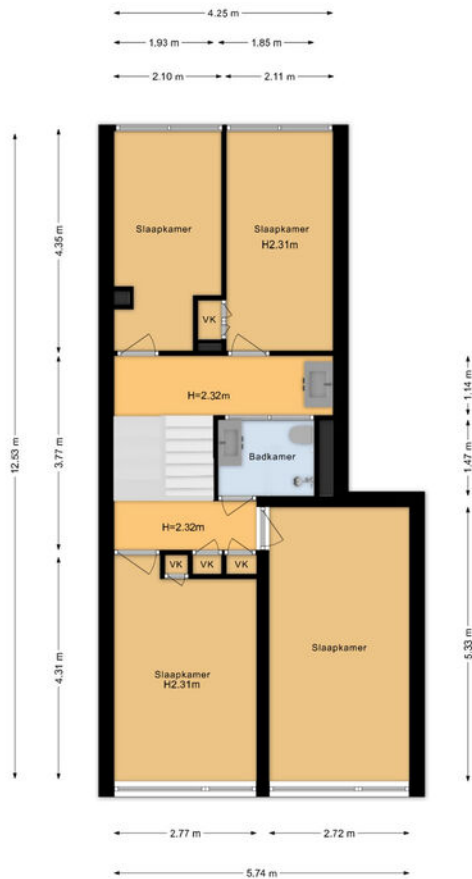 4.25 m
1.93 m
1.85 m
2.10 m
2.11 m
12.53 m
4.35 m
3.77 m
4.31 m
Slaapkamer
Slaapkamer
H2.31m
VK
H=2.32m
Badkamer
H=2.32m
VK
VK
VK
Slaapkamer
H2.31m
Slaapkamer
1.14 m
1.47 m
5.33 m
2.77 m
2.72 m
5.74 m